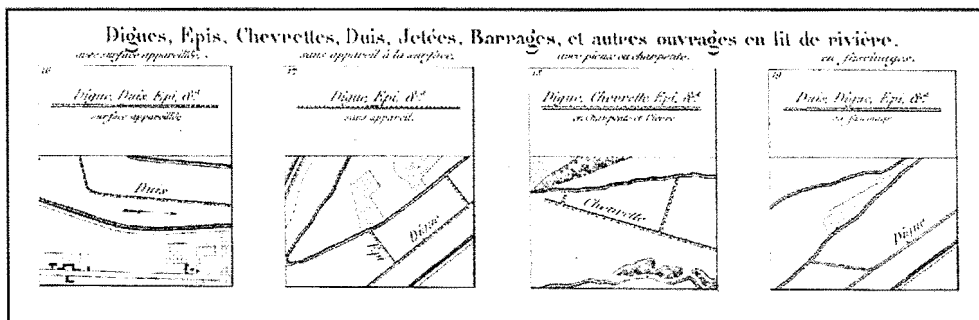 Digues, Epis, Chevrettes, Duis, Jetées, Barrages, et autres ouvrages en lit de rivière.
avec surface appareillée.
sans appareil à la surface.
avec pieux ou charpente.
en fascinages.
16
Digue, Duis, Epi, &a
surface appareillée
Duis
17
Digue, Epi, &a
sans appareil.
Epi
Digue
18
Digue, Chevrette Epi, &a
en charpente et Pierre
Chevrette
19
Duis, Digue, Epi, &a
en fascinage
Digue